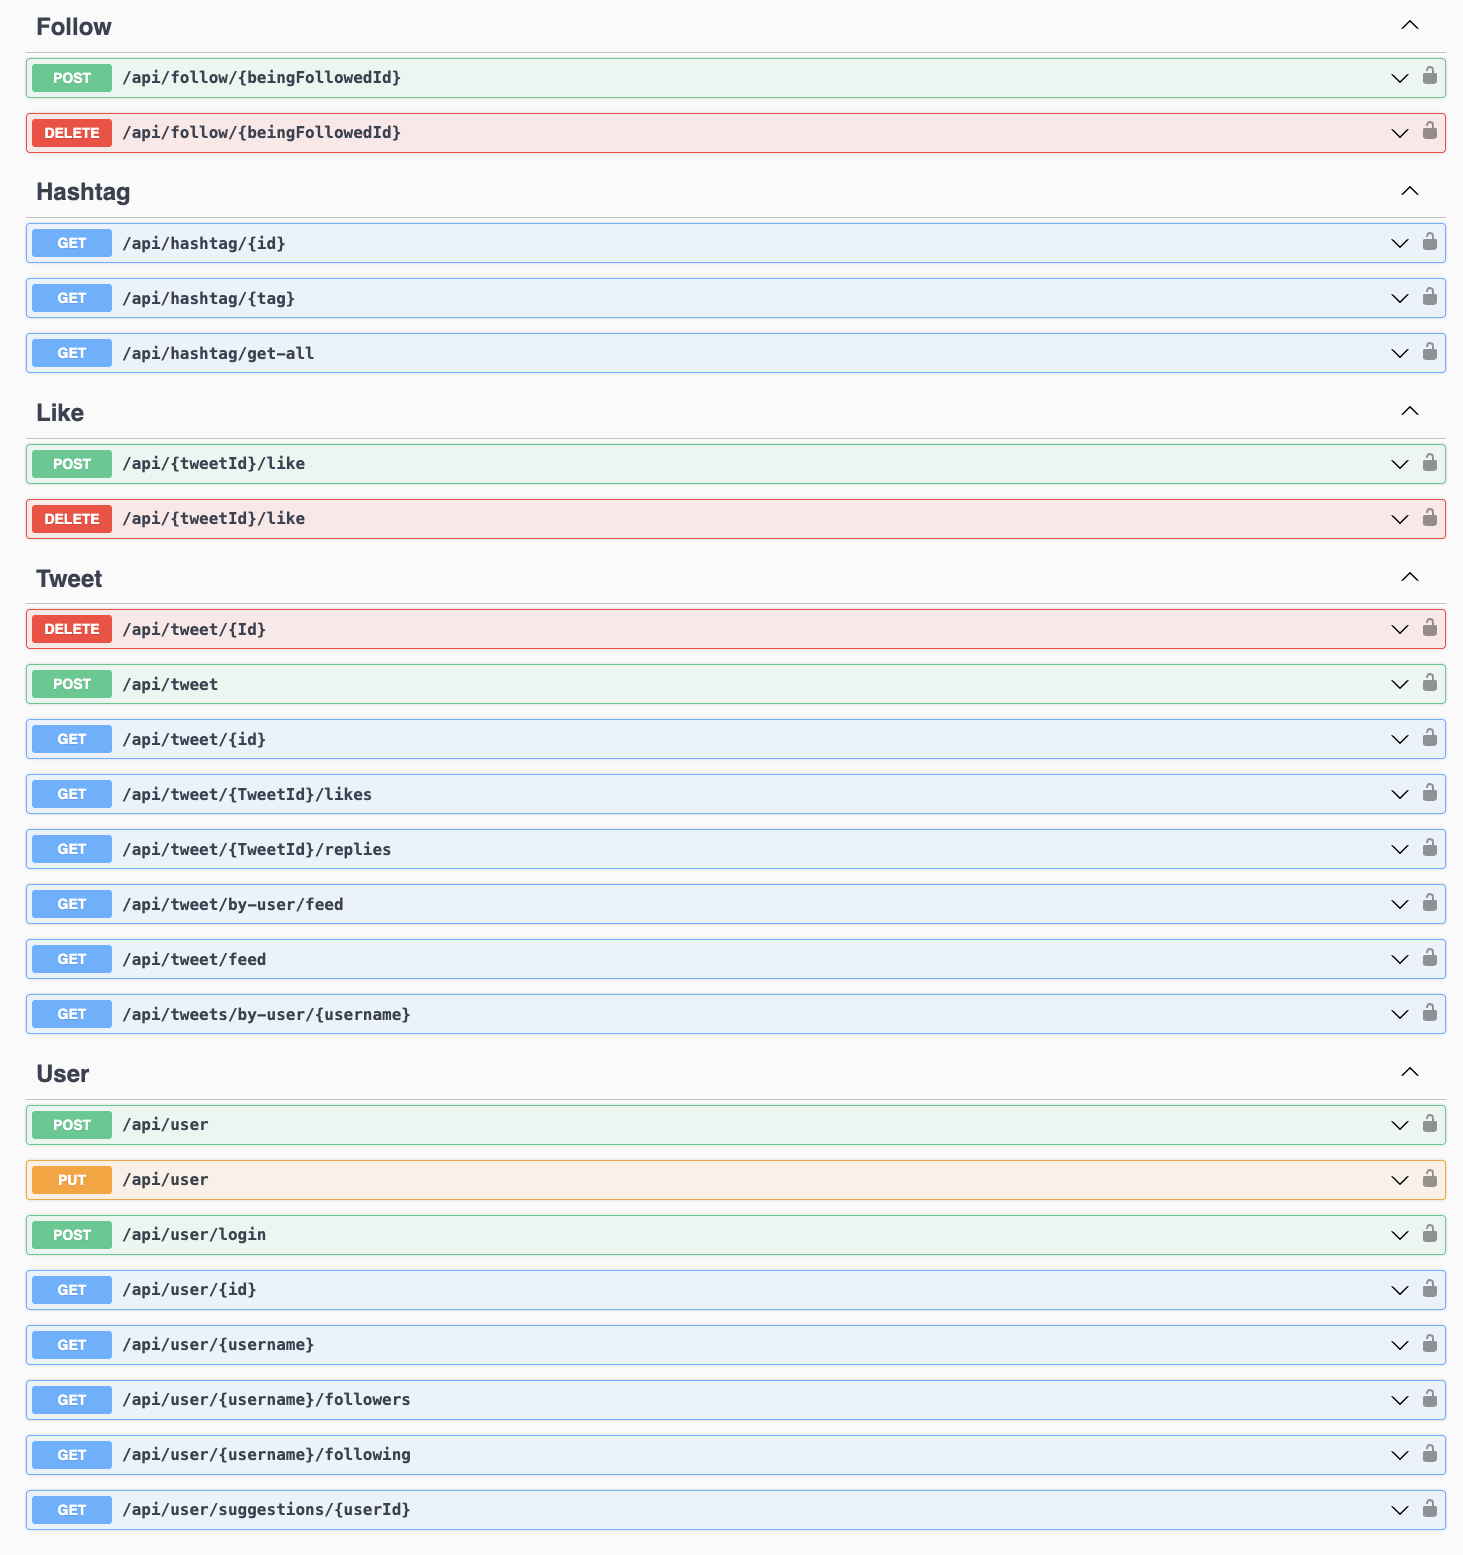 Follow
POST /api/follow/{beingFollowedId}
DELETE /api/follow/{beingFollowedId}
Hashtag
GET /api/hashtag/{id}
GET /api/hashtag/{tag}
GET /api/hashtag/get-all
Like
POST /api/{tweetId}/like
DELETE /api/{tweetId}/like
Tweet
DELETE /api/tweet/{Id}
POST /api/tweet
GET /api/tweet/{id}
GET /api/tweet/{TweetId}/likes
GET /api/tweet/{TweetId}/replies
GET /api/tweet/by-user/feed
GET /api/tweet/feed
GET /api/tweets/by-user/{username}
User
POST /api/user
PUT /api/user
POST /api/user/login
GET /api/user/{id}
GET /api/user/{username}
GET /api/user/{username}/followers
GET /api/user/{username}/following
GET /api/user/suggestions/{userId}